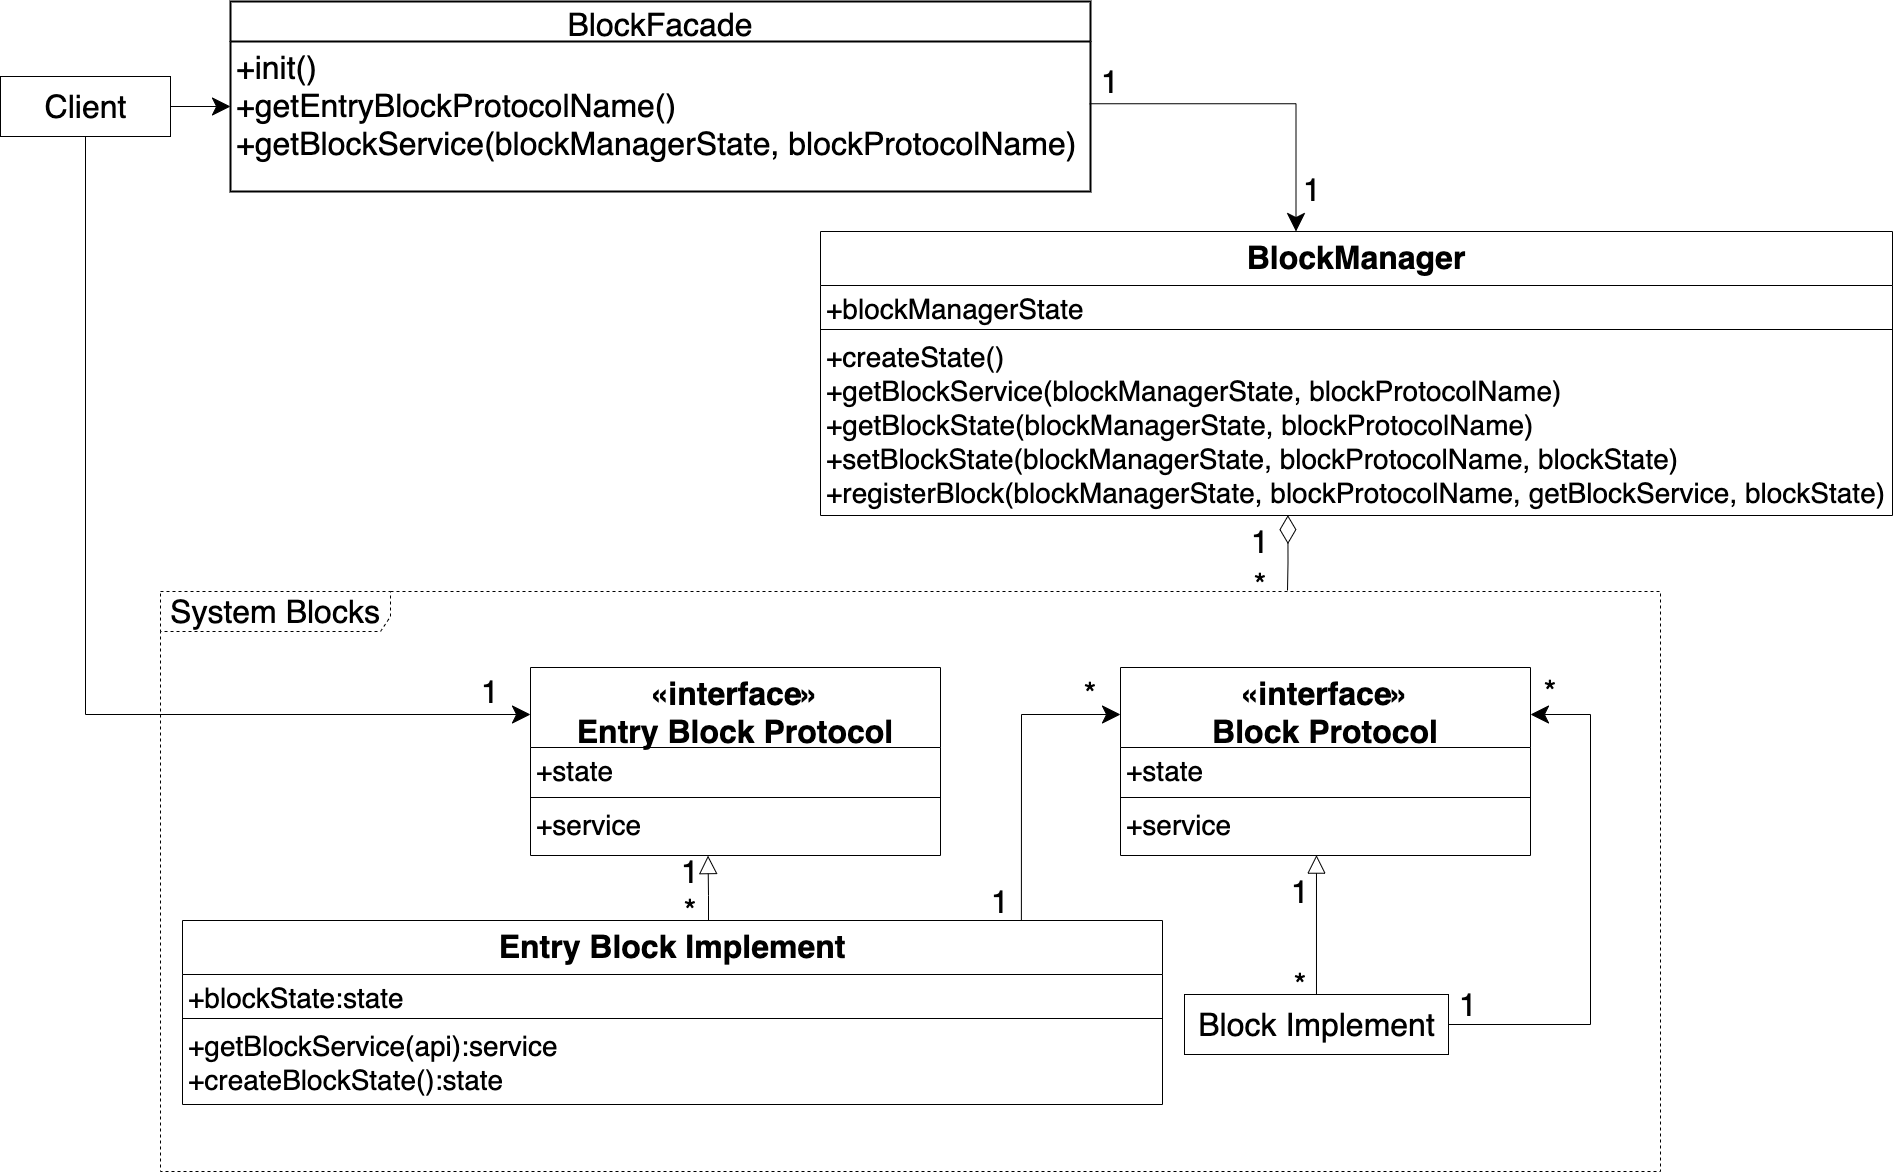 BlockFacade
+init()
+getEntryBlockProtocolName()
+getBlockService(blockManagerState, blockProtocolName)
Client
1
1
BlockManager
+blockManagerState
+createState()
+getBlockService(blockManagerState, blockProtocolName)
+getBlockState(blockManagerState, blockProtocolName)
+setBlockState(blockManagerState, blockProtocolName, blockState)
+registerBlock(blockManagerState, blockProtocolName, getBlockService, blockState)
1
*
System Blocks
1
«interface»
Entry Block Protocol
+state
+service
*
«interface»
Block Protocol
+state
+service
*
1
*
1
1
*
Entry Block Implement
+blockState:state
+getBlockService(api):service
+createBlockState():state
Block Implement
1